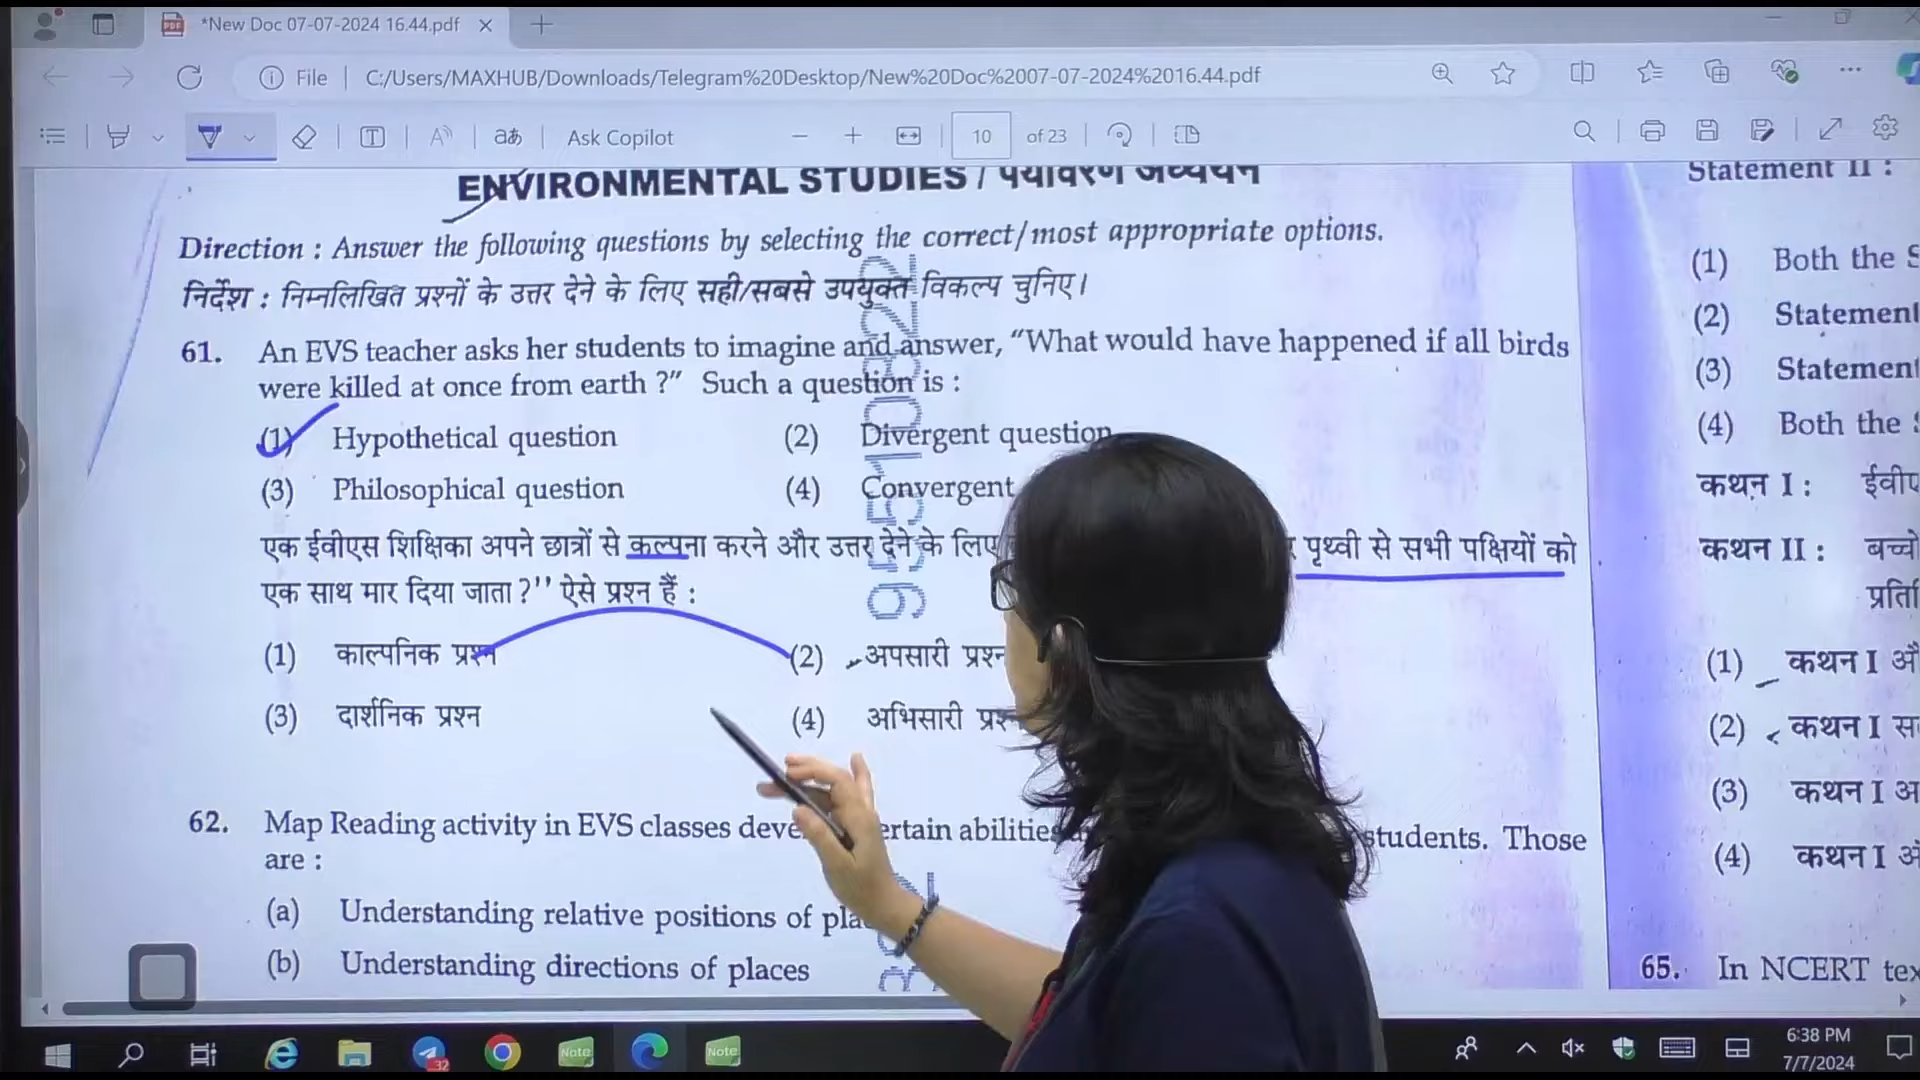 *New Doc 07-07-2024 16.44.pdf
File
C:/Users/MAXHUB/Downloads/Telegram%20Desktop/New%20Doc%2007-07-2024%2016.44.pdf
Ask Copilot
10 of 23
ENVIRONMENTAL STUDIES / पर्यावरण अध्ययन
Direction : Answer the following questions by selecting the correct/most appropriate options.
निर्देश : निम्नलिखित प्रश्नों के उत्तर देने के लिए सही/सबसे उपयुक्त विकल्प चुनिए।
61. An EVS teacher asks her students to imagine and answer, "What would have happened if all birds
were killed at once from earth ?" Such a question is :
(1) Hypothetical question (2) Divergent question
(3) Philosophical question (4) Convergent
एक ईवीएस शिक्षिका अपने छात्रों से कल्पना करने और उत्तर देने के लिए पृथ्वी से सभी पक्षियों को
एक साथ मार दिया जाता ?'' ऐसे प्रश्न हैं :
(1) काल्पनिक प्रश्न (2) अपसारी प्रश्न
(3) दार्शनिक प्रश्न (4) अभिसारी प्रश्न
62. Map Reading activity in EVS classes abilities students. Those
are :
(a) Understanding relative positions of
(b) Understanding directions of places
Statement II :
(1) Both the
(2) Statement
(3) Statement
(4) Both the
कथन I :
कथन II :
(1) कथन I
(2) कथन I
(3) कथन I
(4) कथन I
65. In NCERT
32
Note
Note
6:38 PM
7/7/2024